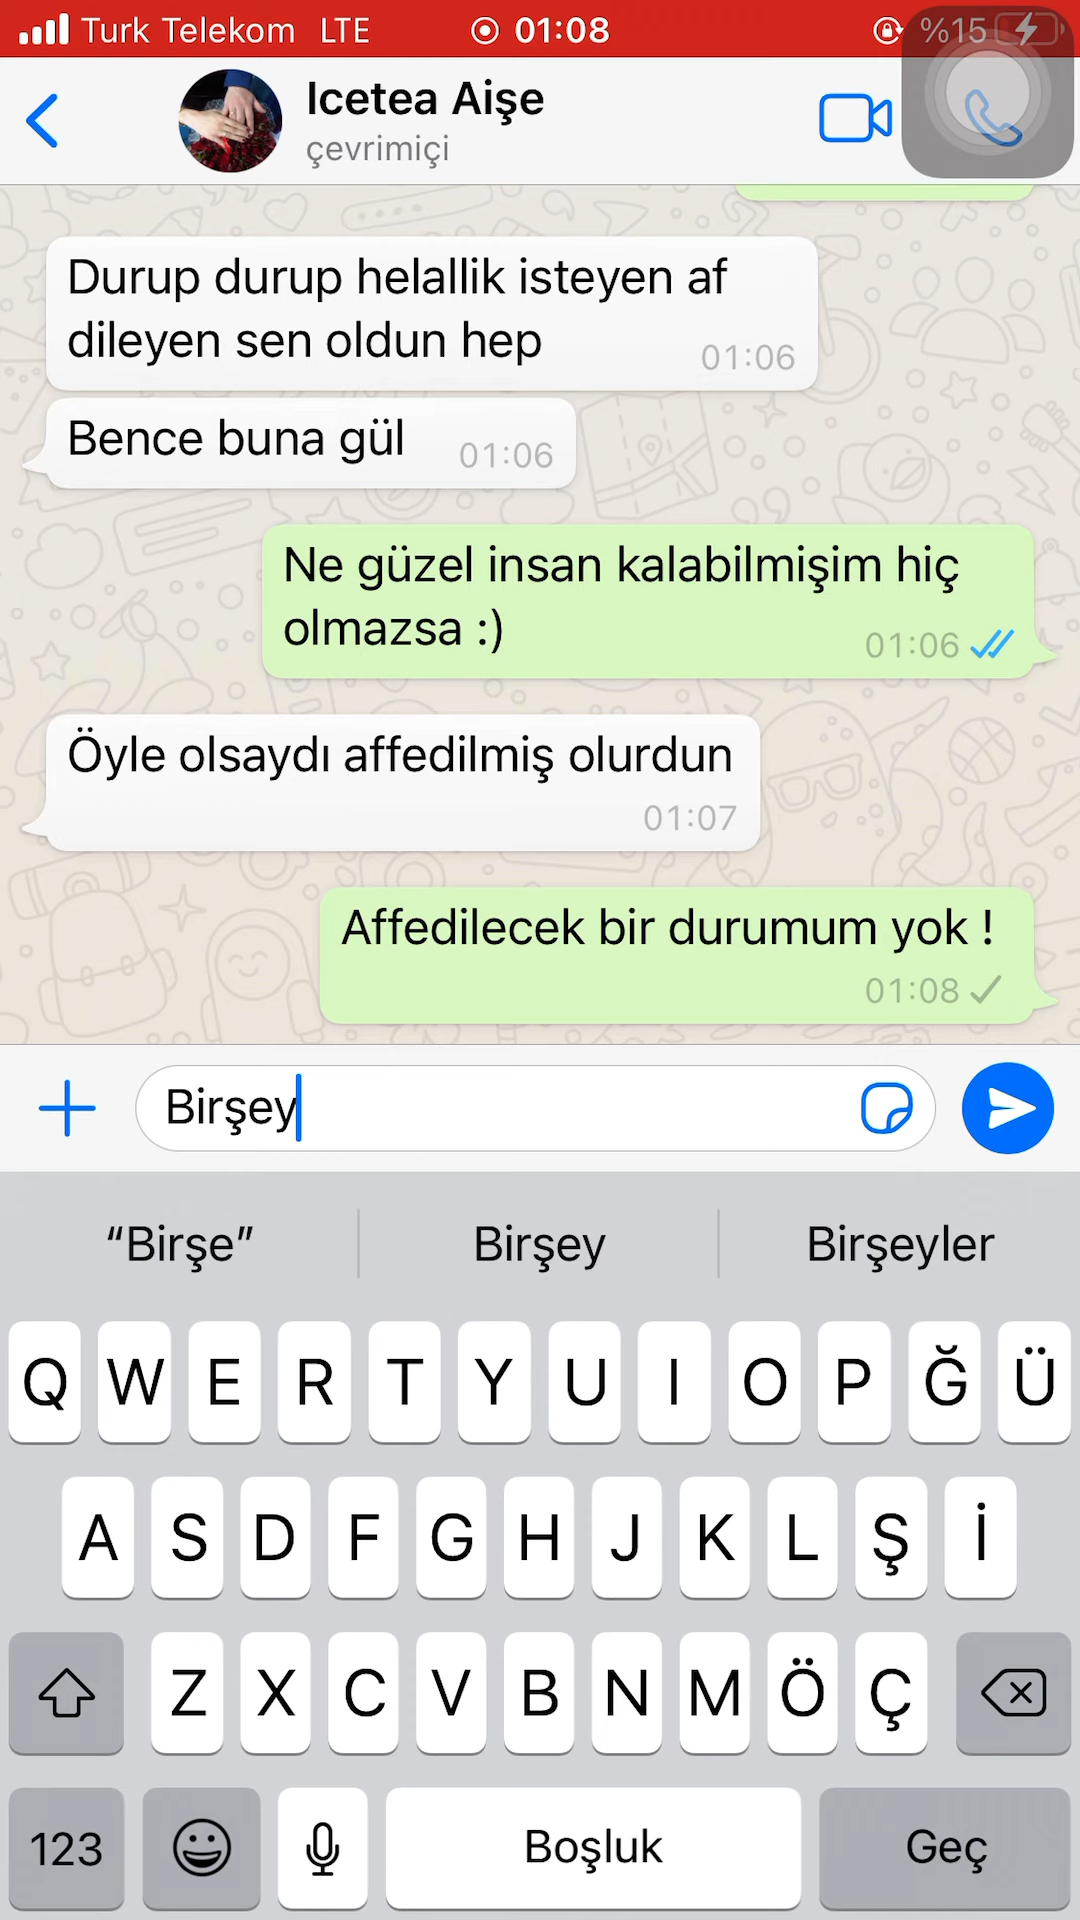 Turk Telekom LTE 01:08 %15
Icetea Aişe
çevrimiçi
Durup durup helallik isteyen af
dileyen sen oldun hep
01:06
Bence buna gül 01:06
Ne güzel insan kalabilmişim hiç
olmazsa :)
01:06
Öyle olsaydı affedilmiş olurdun
01:07
Affedilecek bir durumum yok !
01:08
Birşey
“Birşe” Birşey Birşeyler
Q W E R T Y U I O P Ğ Ü
A S D F G H J K L Ş İ
Z X C V B N M Ö Ç
123 Boşluk Geç